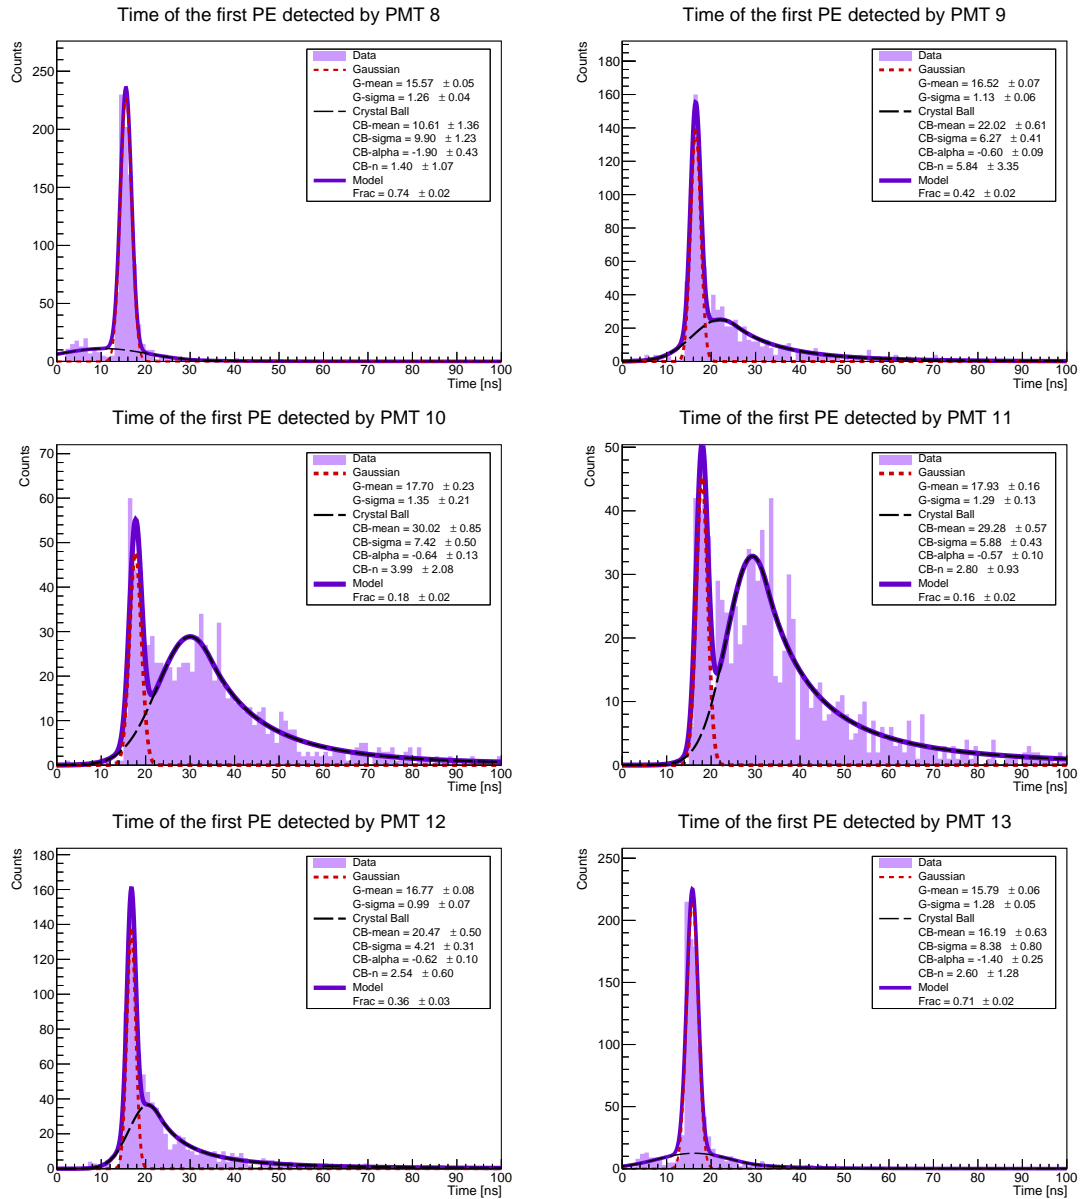 Time of the first PE detected by PMT 8
Counts
250
200
150
100
50
0
0 10 20 30 40 50 60 70 80 90 100
Time [ns]
Data
Gaussian
G-mean = 15.57 ± 0.05
G-sigma = 1.26 ± 0.04
Crystal Ball
CB-mean = 10.61 ± 1.36
CB-sigma = 9.90 ± 1.23
CB-alpha = -1.90 ± 0.43
CB-n = 1.40 ± 1.07
Model
Frac = 0.74 ± 0.02
Time of the first PE detected by PMT 9
Counts
180
160
140
120
100
80
60
40
20
0
0 10 20 30 40 50 60 70 80 90 100
Time [ns]
Data
Gaussian
G-mean = 16.52 ± 0.07
G-sigma = 1.13 ± 0.06
Crystal Ball
CB-mean = 22.02 ± 0.61
CB-sigma = 6.27 ± 0.41
CB-alpha = -0.60 ± 0.09
CB-n = 5.84 ± 3.35
Model
Frac = 0.42 ± 0.02
Time of the first PE detected by PMT 10
Counts
70
60
50
40
30
20
10
0
0 10 20 30 40 50 60 70 80 90 100
Time [ns]
Data
Gaussian
G-mean = 17.70 ± 0.23
G-sigma = 1.35 ± 0.21
Crystal Ball
CB-mean = 30.02 ± 0.85
CB-sigma = 7.42 ± 0.50
CB-alpha = -0.64 ± 0.13
CB-n = 3.99 ± 2.08
Model
Frac = 0.18 ± 0.02
Time of the first PE detected by PMT 11
Counts
50
40
30
20
10
0
0 10 20 30 40 50 60 70 80 90 100
Time [ns]
Data
Gaussian
G-mean = 17.93 ± 0.16
G-sigma = 1.29 ± 0.13
Crystal Ball
CB-mean = 29.28 ± 0.57
CB-sigma = 5.88 ± 0.43
CB-alpha = -0.57 ± 0.10
CB-n = 2.80 ± 0.93
Model
Frac = 0.16 ± 0.02
Time of the first PE detected by PMT 12
Counts
180
160
140
120
100
80
60
40
20
0
0 10 20 30 40 50 60 70 80 90 100
Time [ns]
Data
Gaussian
G-mean = 16.77 ± 0.08
G-sigma = 0.99 ± 0.07
Crystal Ball
CB-mean = 20.47 ± 0.50
CB-sigma = 4.21 ± 0.31
CB-alpha = -0.62 ± 0.10
CB-n = 2.54 ± 0.60
Model
Frac = 0.36 ± 0.03
Time of the first PE detected by PMT 13
Counts
250
200
150
100
50
0
0 10 20 30 40 50 60 70 80 90 100
Time [ns]
Data
Gaussian
G-mean = 15.79 ± 0.06
G-sigma = 1.28 ± 0.05
Crystal Ball
CB-mean = 16.19 ± 0.63
CB-sigma = 8.38 ± 0.80
CB-alpha = -1.40 ± 0.25
CB-n = 2.60 ± 1.28
Model
Frac = 0.71 ± 0.02